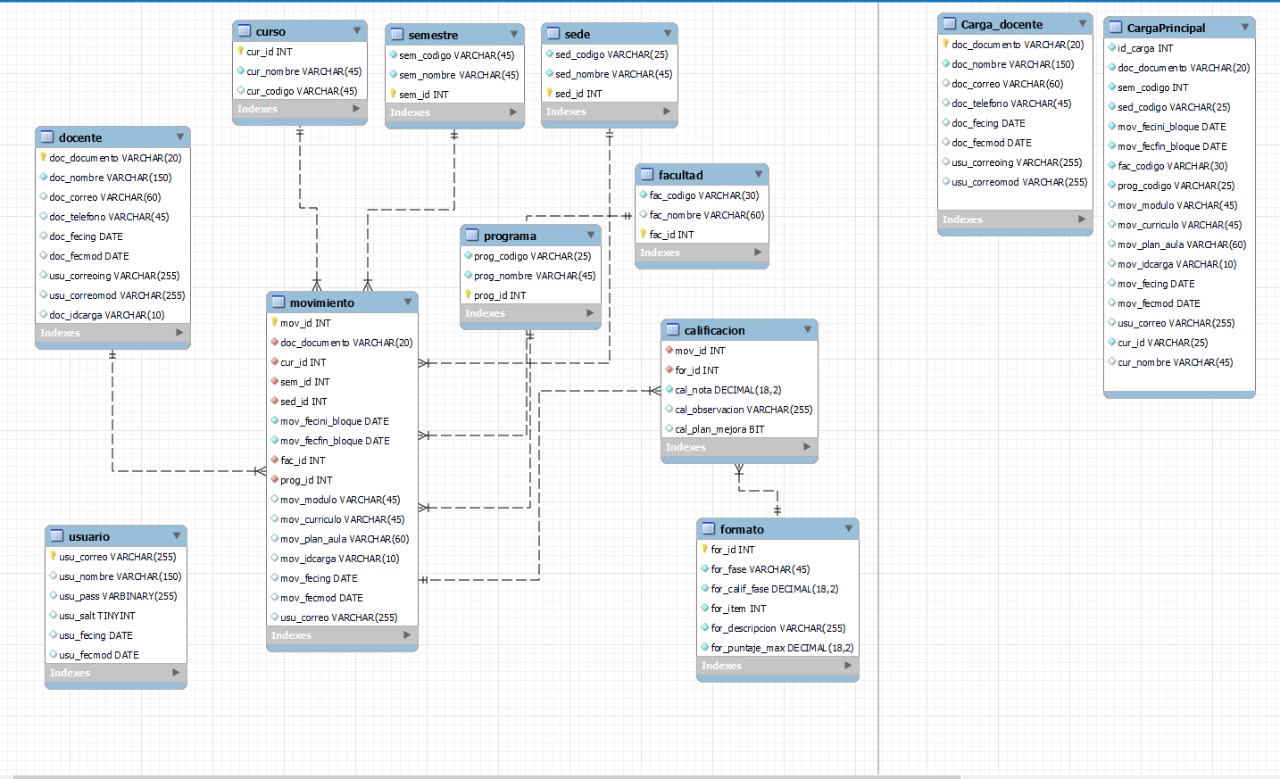 curso
cur_id INT
cur_nombre VARCHAR(45)
cur_codigo VARCHAR(45)
Indexes
semestre
sem_codigo VARCHAR(45)
sem_nombre VARCHAR(45)
sem_id INT
Indexes
sede
sed_codigo VARCHAR(25)
sed_nombre VARCHAR(45)
sed_id INT
Indexes
Carga_docente
doc_documento VARCHAR(20)
doc_nombre VARCHAR(150)
doc_correo VARCHAR(60)
doc_telefono VARCHAR(45)
doc_fecing DATE
doc_fecmod DATE
usu_correoing VARCHAR(255)
usu_correomod VARCHAR(255)
Indexes
CargaPrincipal
id_carga INT
doc_documento VARCHAR(20)
sem_codigo INT
sed_codigo VARCHAR(25)
mov_fecini_bloque DATE
mov_fecfin_bloque DATE
fac_codigo VARCHAR(30)
prog_codigo VARCHAR(25)
mov_modulo VARCHAR(45)
mov_curriculo VARCHAR(45)
mov_plan_aula VARCHAR(60)
mov_idcarga VARCHAR(10)
mov_fecing DATE
mov_fecmod DATE
usu_correo VARCHAR(255)
cur_id VARCHAR(25)
cur_nombre VARCHAR(45)
docente
doc_documento VARCHAR(20)
doc_nombre VARCHAR(150)
doc_correo VARCHAR(60)
doc_telefono VARCHAR(45)
doc_fecing DATE
doc_fecmod DATE
usu_correoing VARCHAR(255)
usu_correomod VARCHAR(255)
doc_idcarga VARCHAR(10)
Indexes
facultad
fac_codigo VARCHAR(30)
fac_nombre VARCHAR(60)
fac_id INT
Indexes
programa
prog_codigo VARCHAR(25)
prog_nombre VARCHAR(45)
prog_id INT
Indexes
movimiento
mov_id INT
doc_documento VARCHAR(20)
cur_id INT
sem_id INT
sed_id INT
mov_fecini_bloque DATE
mov_fecfin_bloque DATE
fac_id INT
prog_id INT
mov_modulo VARCHAR(45)
mov_curriculo VARCHAR(45)
mov_plan_aula VARCHAR(60)
mov_idcarga VARCHAR(10)
mov_fecing DATE
mov_fecmod DATE
usu_correo VARCHAR(255)
Indexes
calificacion
mov_id INT
for_id INT
cal_nota DECIMAL(18,2)
cal_observacion VARCHAR(255)
cal_plan_mejora BIT
Indexes
usuario
usu_correo VARCHAR(255)
usu_nombre VARCHAR(150)
usu_pass VARBINARY(255)
usu_salt TINYINT
usu_fecing DATE
usu_fecmod DATE
Indexes
formato
for_id INT
for_fase VARCHAR(45)
for_calif_fase DECIMAL(18,2)
for_item INT
for_descripcion VARCHAR(255)
for_puntaje_max DECIMAL(18,2)
Indexes